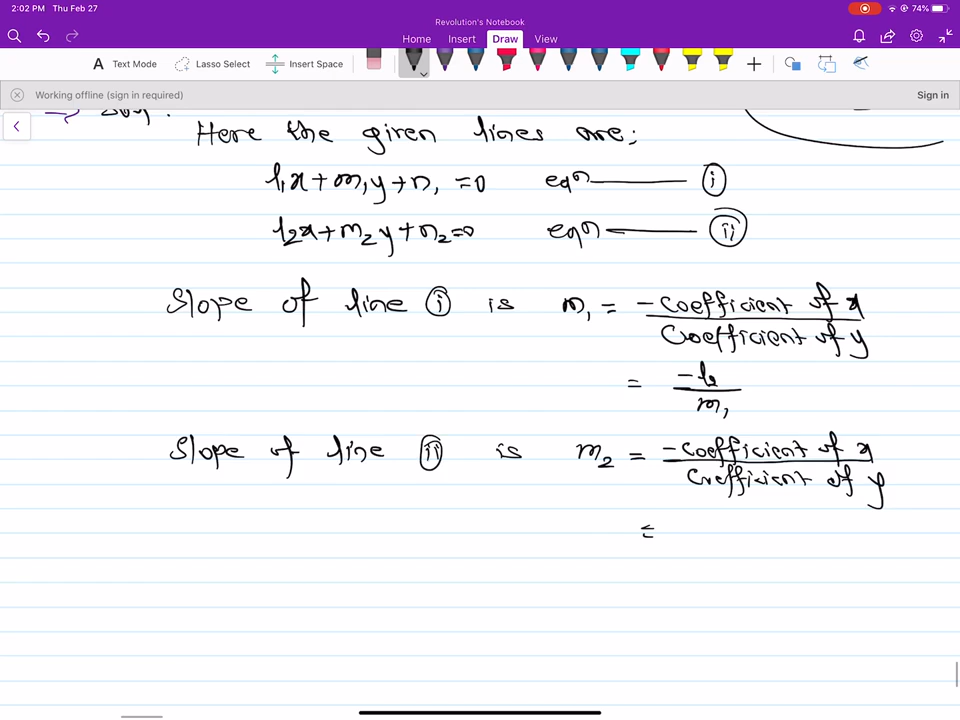 2:02 PM Thu Feb 27
74%
Revolution's Notebook
Home Insert Draw View
A Text Mode Lasso Select Insert Space
Working offline (sign in required) Sign in
Here the given lines are;
l₁x + m₁y + n₁ = 0 eqn (i)
l₂x + m₂y + n₂ = 0 eqn (ii)
Slope of line (i) is m₁ = -Coefficient of x
Coefficient of y
=
m₁
Slope of line (ii) is m₂ = -Coefficient of x
Coefficient of y
=